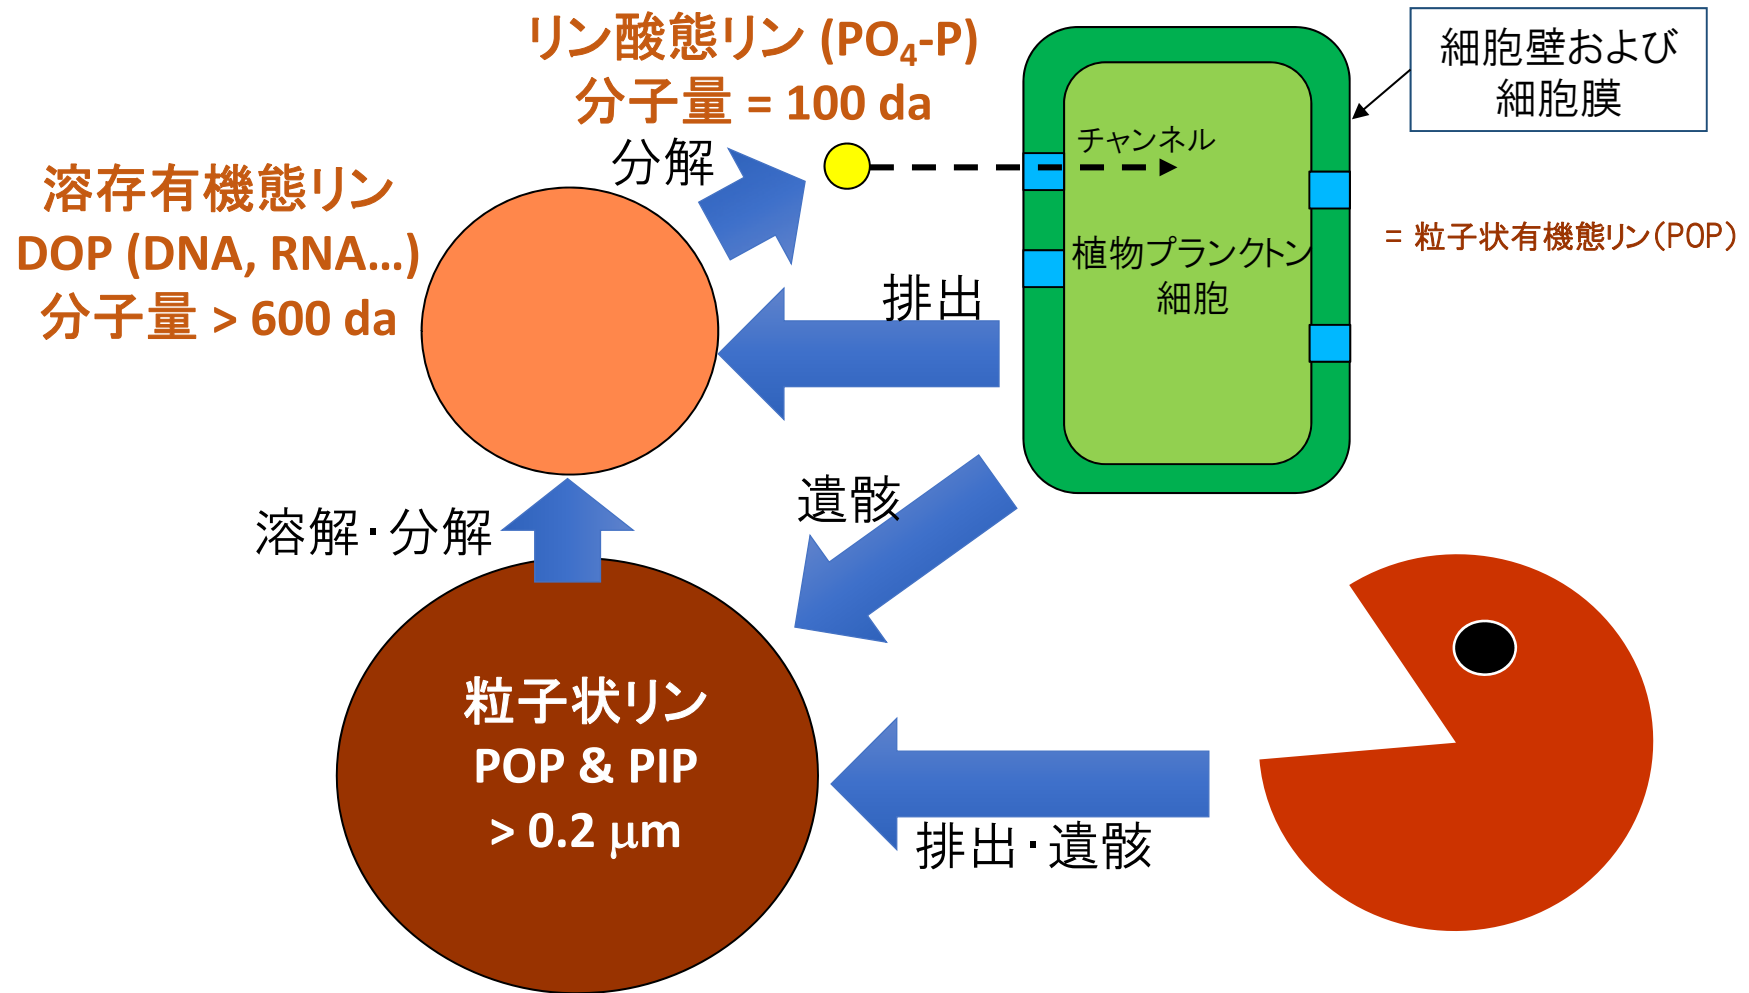 リン酸態リン (PO₄-P)
分子量 = 100 da
細胞壁および
細胞膜
分解
チャンネル
溶存有機態リン
DOP (DNA, RNA…)
分子量 > 600 da
= 粒子状有機態リン(POP)
植物プランクトン
細胞
排出
遺骸
溶解・分解
粒子状リン
POP & PIP
> 0.2 μm
排出・遺骸